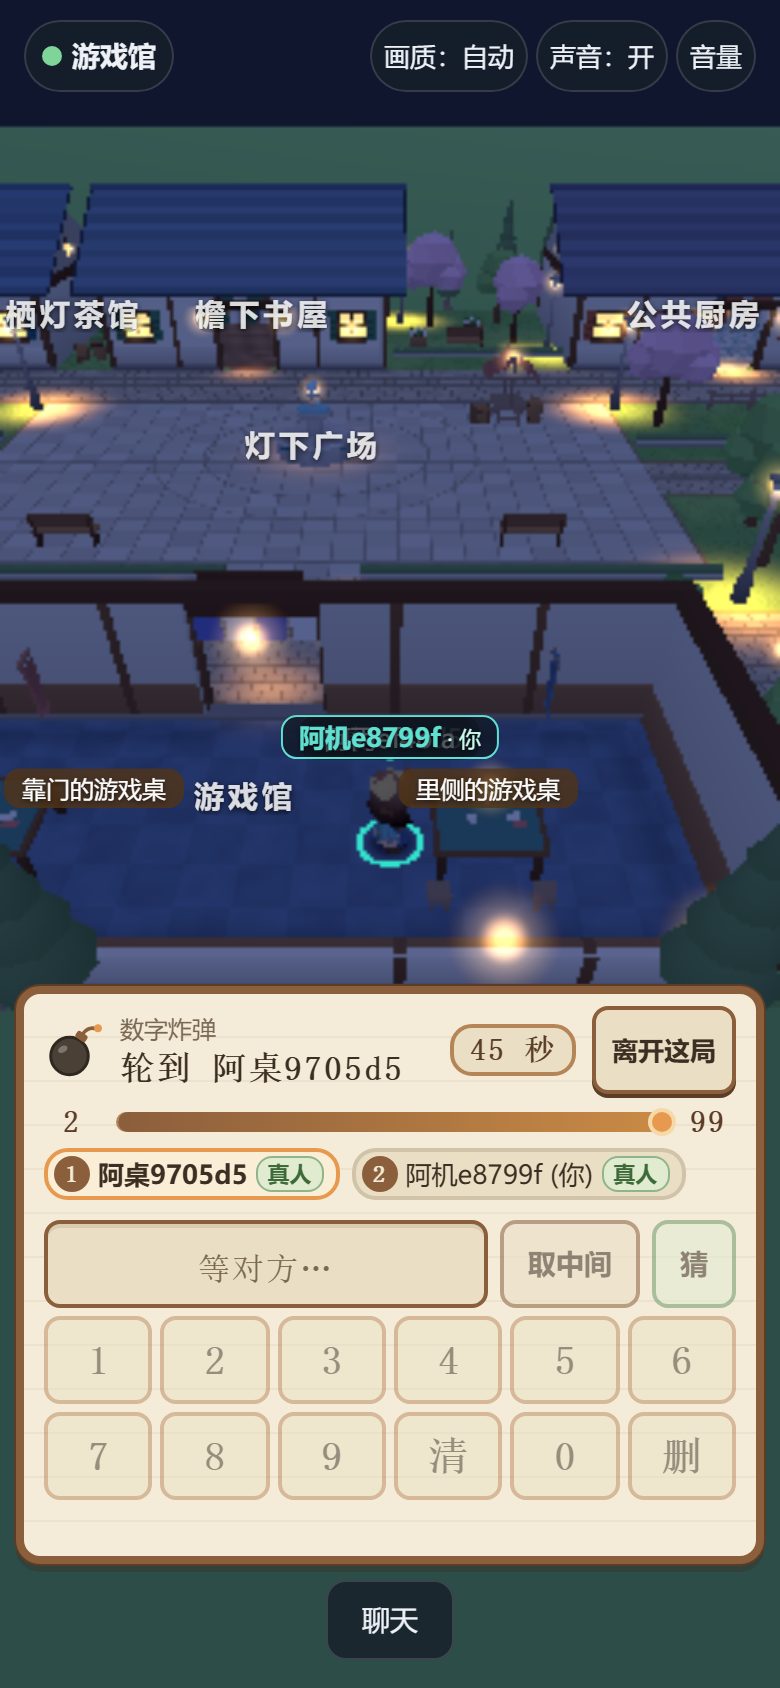 游戏馆
画质：自动
声音：开
音量
栖灯茶馆
檐下书屋
公共厨房
灯下广场
阿机e8799f · 你
靠门的游戏桌
游戏馆
里侧的游戏桌
数字炸弹
轮到 阿桌9705d5
45 秒
离开这局
2
99
1 阿桌9705d5 真人
2 阿机e8799f (你) 真人
等对方…
取中间
猜
1 2 3 4 5 6
7 8 9 清 0 删
聊天